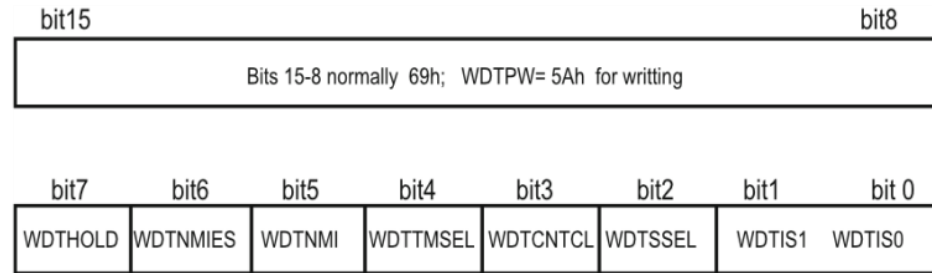 bit15 bit8
Bits 15-8 normally 69h; WDTPW= 5Ah for writting
bit7 bit6 bit5 bit4 bit3 bit2 bit1 bit 0
WDTHOLD WDTNMIES WDTNMI WDTTMSEL WDTCNTCL WDTSSEL WDTIS1 WDTIS0